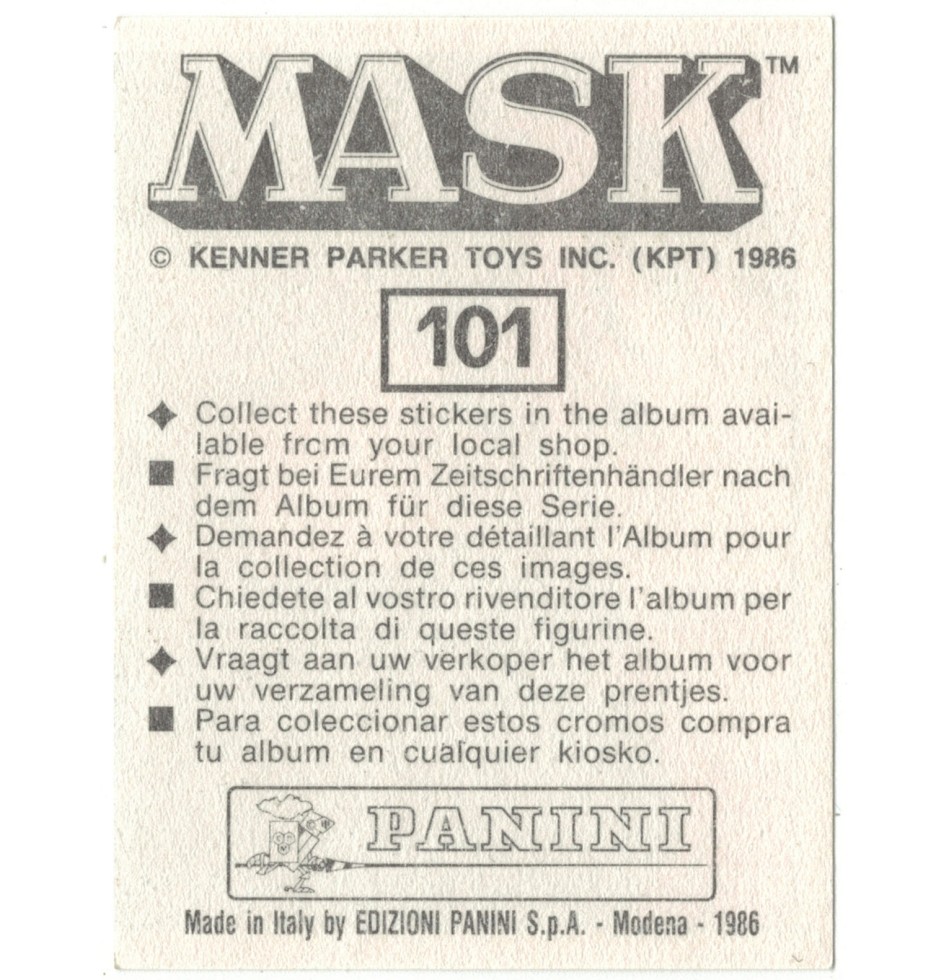 MASK™
© KENNER PARKER TOYS INC. (KPT) 1986
101
✦ Collect these stickers in the album avai-
lable from your local shop.
■ Fragt bei Eurem Zeitschriftenhändler nach
dem Album für diese Serie.
✦ Demandez à votre détaillant l'Album pour
la collection de ces images.
■ Chiedete al vostro rivenditore l'album per
la raccolta di queste figurine.
✦ Vraagt aan uw verkoper het album voor
uw verzameling van deze prentjes.
■ Para coleccionar estos cromos compra
tu album en cualquier kiosko.
PANINI
Made in Italy by EDIZIONI PANINI S.p.A. - Modena - 1986